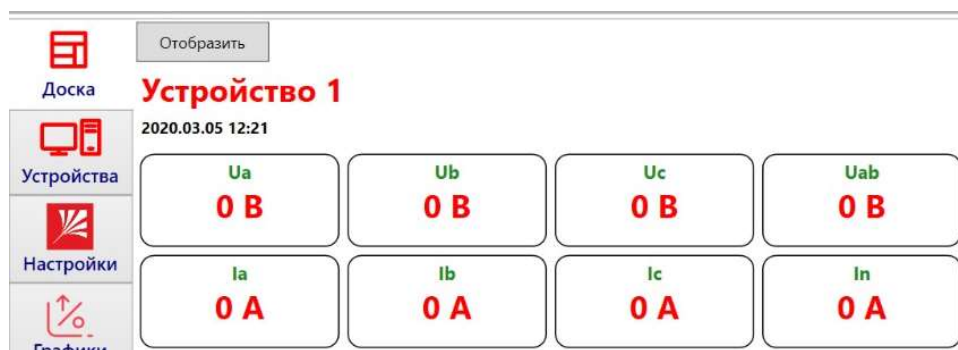 Отобразить
Доска
Устройство 1
2020.03.05 12:21
Устройства
Ua Ub Uc Uab
0 В 0 В 0 В 0 В
Настройки
Ia Ib Ic In
0 А 0 А 0 А 0 А
Графики